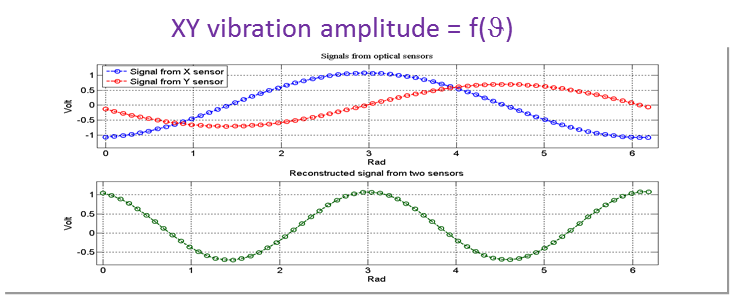 XY vibration amplitude = f(ϑ)
Signals from optical sensors
Signal from X sensor
Signal from Y sensor
1
0.5
0
-0.5
-1
Volt
0 1 2 3 4 5 6
Rad
Reconstructed signal from two sensors
1
0.5
0
-0.5
Volt
0 1 2 3 4 5 6
Rad